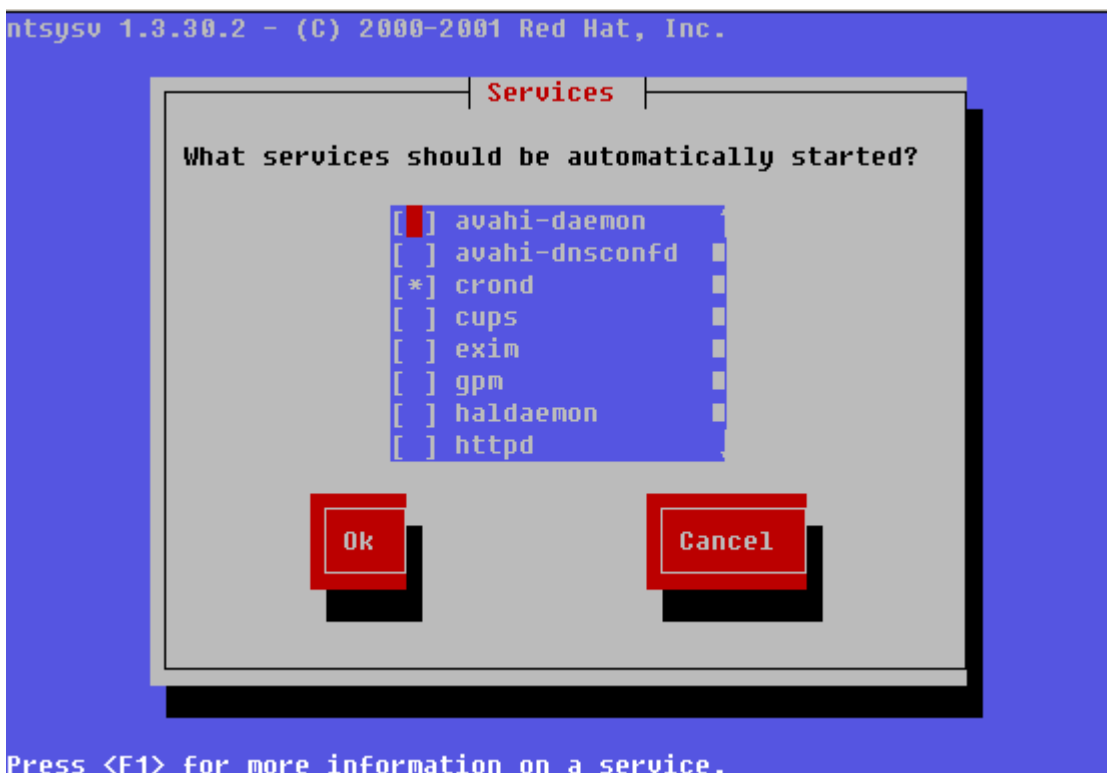 ntsysv 1.3.30.2 - (C) 2000-2001 Red Hat, Inc.
Services
What services should be automatically started?
[ ] avahi-daemon
[ ] avahi-dnsconfd
[*] crond
[ ] cups
[ ] exim
[ ] gpm
[ ] haldaemon
[ ] httpd
Ok Cancel
Press <F1> for more information on a service.